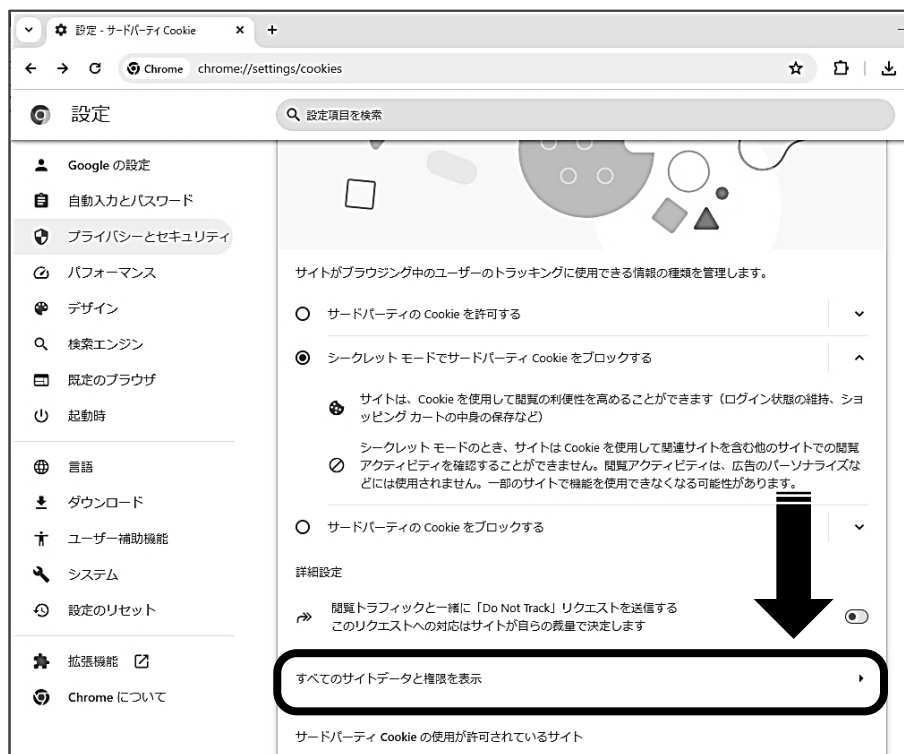 設定 - サードパーティ Cookie
Chrome chrome://settings/cookies
設定
設定項目を検索
Google の設定
自動入力とパスワード
プライバシーとセキュリティ
パフォーマンス
デザイン
検索エンジン
既定のブラウザ
起動時
言語
ダウンロード
ユーザー補助機能
システム
設定のリセット
拡張機能
Chrome について
サイトがブラウジング中のユーザーのトラッキングに使用できる情報の種類を管理します。
サードパーティの Cookie を許可する
シークレット モードでサードパーティ Cookie をブロックする
サイトは、Cookie を使用して閲覧の利便性を高めることができます（ログイン状態の維持、ショ
ッピング カートの中身の保存など）
シークレット モードのとき、サイトは Cookie を使用して関連サイトを含む他のサイトでの閲覧
アクティビティを確認することができません。閲覧アクティビティは、広告のパーソナライズな
どには使用されません。一部のサイトで機能を使用できなくなる可能性があります。
サードパーティの Cookie をブロックする
詳細設定
閲覧トラフィックと一緒に「Do Not Track」リクエストを送信する
このリクエストへの対応はサイトが自らの裁量で決定します
すべてのサイトデータと権限を表示
サードパーティ Cookie の使用が許可されているサイト